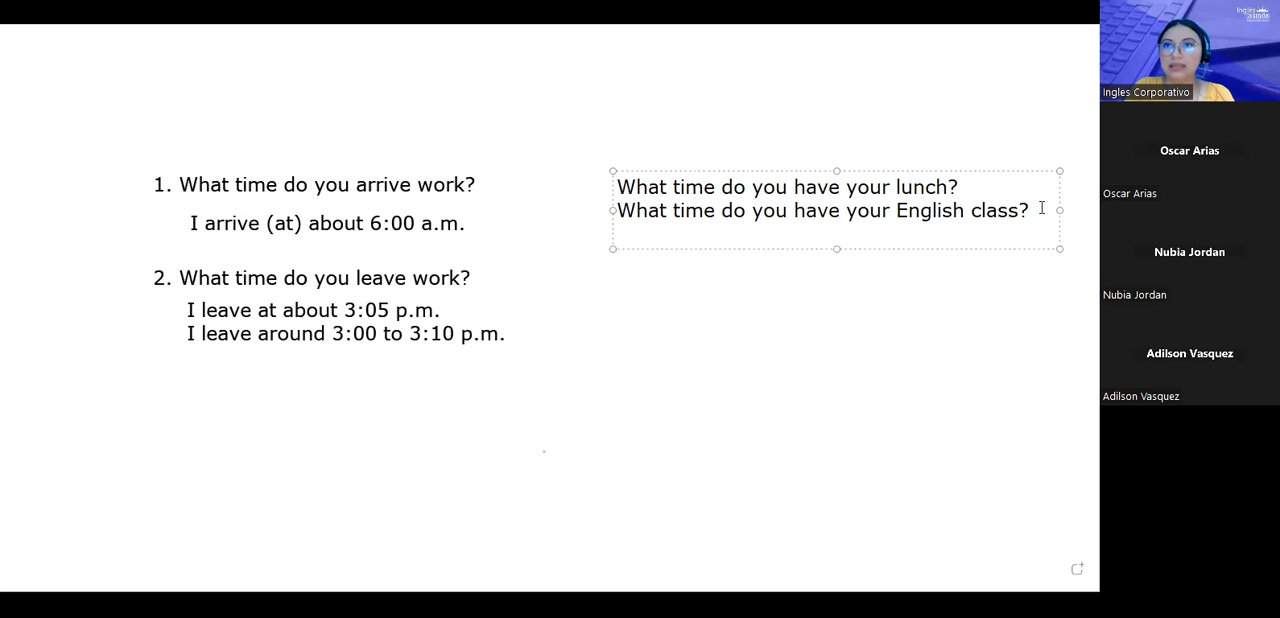 1. What time do you arrive work?
I arrive (at) about 6:00 a.m.
2. What time do you leave work?
I leave at about 3:05 p.m.
I leave around 3:00 to 3:10 p.m.
What time do you have your lunch?
What time do you have your English class?
Ingles
Ingles Corporativo
Oscar Arias
Oscar Arias
Nubia Jordan
Nubia Jordan
Adilson Vasquez
Adilson Vasquez